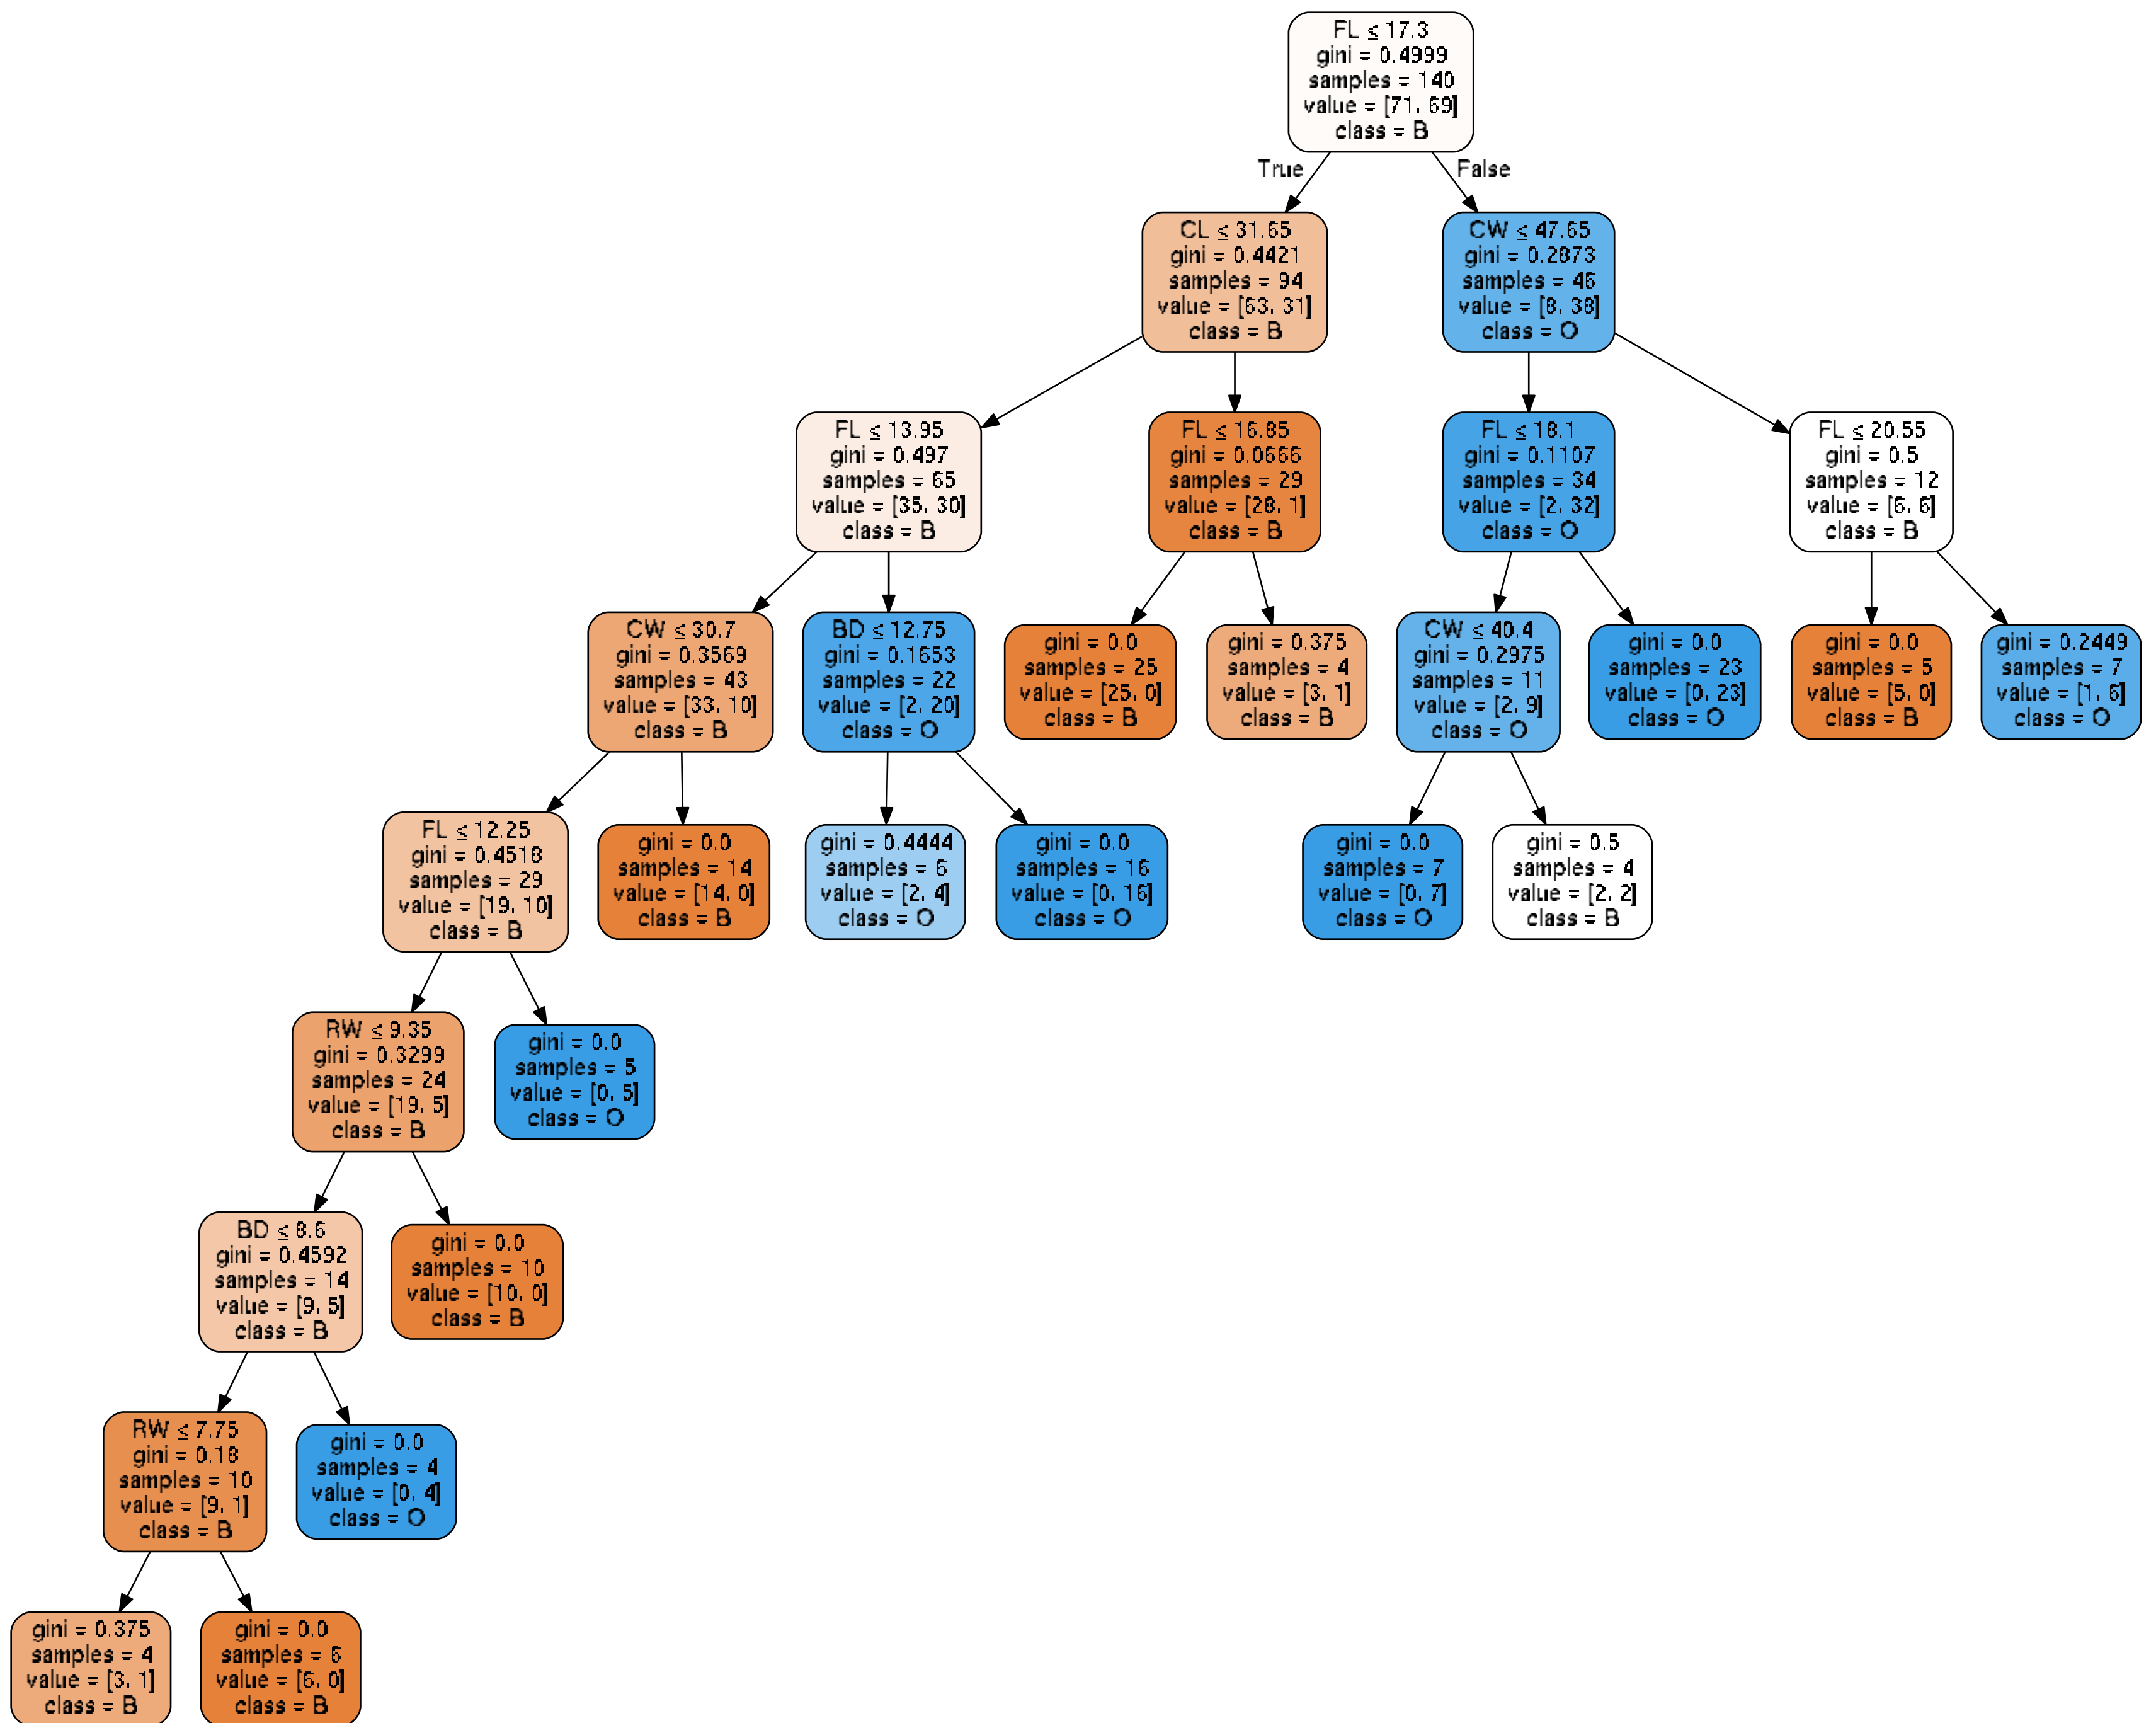 FL ≤ 17.3
gini = 0.4999
samples = 140
value = [71, 69]
class = B
True
False
CL ≤ 31.65
gini = 0.4421
samples = 94
value = [63, 31]
class = B
CW ≤ 47.65
gini = 0.2873
samples = 46
value = [8, 38]
class = O
FL ≤ 13.95
gini = 0.497
samples = 65
value = [35, 30]
class = B
FL ≤ 16.85
gini = 0.0666
samples = 29
value = [28, 1]
class = B
FL ≤ 18.1
gini = 0.1107
samples = 34
value = [2, 32]
class = O
FL ≤ 20.55
gini = 0.5
samples = 12
value = [6, 6]
class = B
CW ≤ 30.7
gini = 0.3569
samples = 43
value = [33, 10]
class = B
BD ≤ 12.75
gini = 0.1653
samples = 22
value = [2, 20]
class = O
gini = 0.0
samples = 25
value = [25, 0]
class = B
gini = 0.375
samples = 4
value = [3, 1]
class = B
CW ≤ 40.4
gini = 0.2975
samples = 11
value = [2, 9]
class = O
gini = 0.0
samples = 23
value = [0, 23]
class = O
gini = 0.0
samples = 5
value = [5, 0]
class = B
gini = 0.2449
samples = 7
value = [1, 6]
class = O
FL ≤ 12.25
gini = 0.4518
samples = 29
value = [19, 10]
class = B
gini = 0.0
samples = 14
value = [14, 0]
class = B
gini = 0.4444
samples = 6
value = [2, 4]
class = O
gini = 0.0
samples = 16
value = [0, 16]
class = O
gini = 0.0
samples = 7
value = [0, 7]
class = O
gini = 0.5
samples = 4
value = [2, 2]
class = B
RW ≤ 9.35
gini = 0.3299
samples = 24
value = [19, 5]
class = B
gini = 0.0
samples = 5
value = [0, 5]
class = O
BD ≤ 8.6
gini = 0.4592
samples = 14
value = [9, 5]
class = B
gini = 0.0
samples = 10
value = [10, 0]
class = B
RW ≤ 7.75
gini = 0.18
samples = 10
value = [9, 1]
class = B
gini = 0.0
samples = 4
value = [0, 4]
class = O
gini = 0.375
samples = 4
value = [3, 1]
class = B
gini = 0.0
samples = 6
value = [6, 0]
class = B